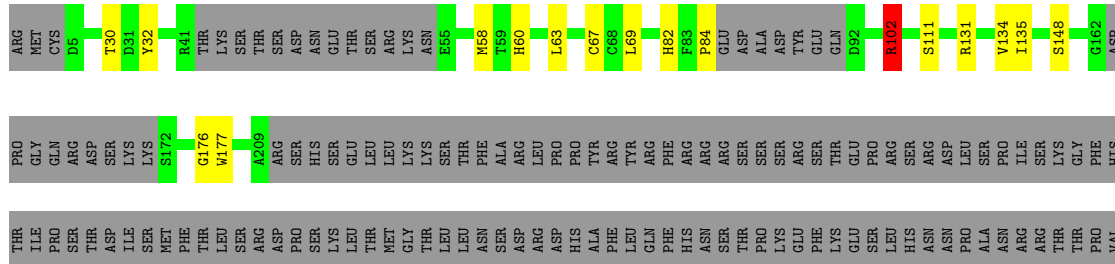 ARG MET CYS D5 T30 D31 Y32 R41 THR LYS SER THR SER ASP ASN GLU THR SER ARG LYS ASN E55 M58 T59 H60 L63 C67 C68 L69 H82 F83 P84 GLU ASP ALA ASP TYR GLU GLN D92 R102 S111 R131 V134 I135 S148 G162 ASP
PRO GLY GLN ARG ASP SER LYS LYS S172 G176 W177 A209 ARG SER HIS SER GLU LEU LEU LYS LYS SER THR PHE ALA ARG LEU PRO PRO TYR ARG TYR ARG PHE ARG ARG ARG SER SER SER ARG SER THR GLU PRO ARG SER ARG ASP LEU SER PRO ILE SER LYS GLY PHE HIS
THR ILE PRO SER THR ASP ILE SER MET PHE THR LEU SER ARG ASP PRO SER LYS LEU THR MET GLY THR LEU LEU ASN SER ASP ARG ASP HIS ALA PHE LEU GLN PHE HIS ASN SER THR PRO LYS GLU PHE LYS GLU SER LEU HIS ASN ASN PRO ALA ASN ARG ARG THR THR PRO VAL